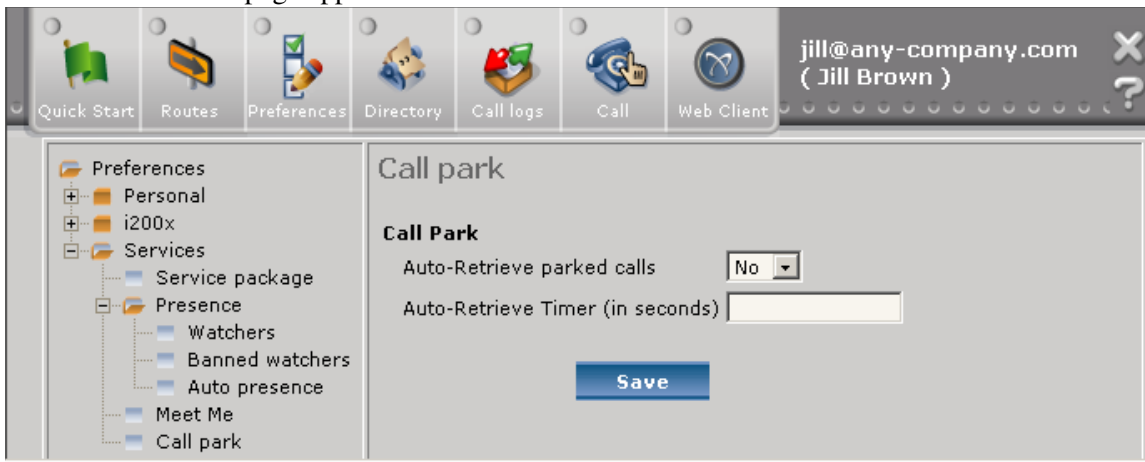 Quick Start Routes Preferences Directory Call logs Call Web Client
jill@any-company.com
( Jill Brown )
Preferences
Personal
i200x
Services
Service package
Presence
Watchers
Banned watchers
Auto presence
Meet Me
Call park
Call park
Call Park
Auto-Retrieve parked calls No
Auto-Retrieve Timer (in seconds)
Save